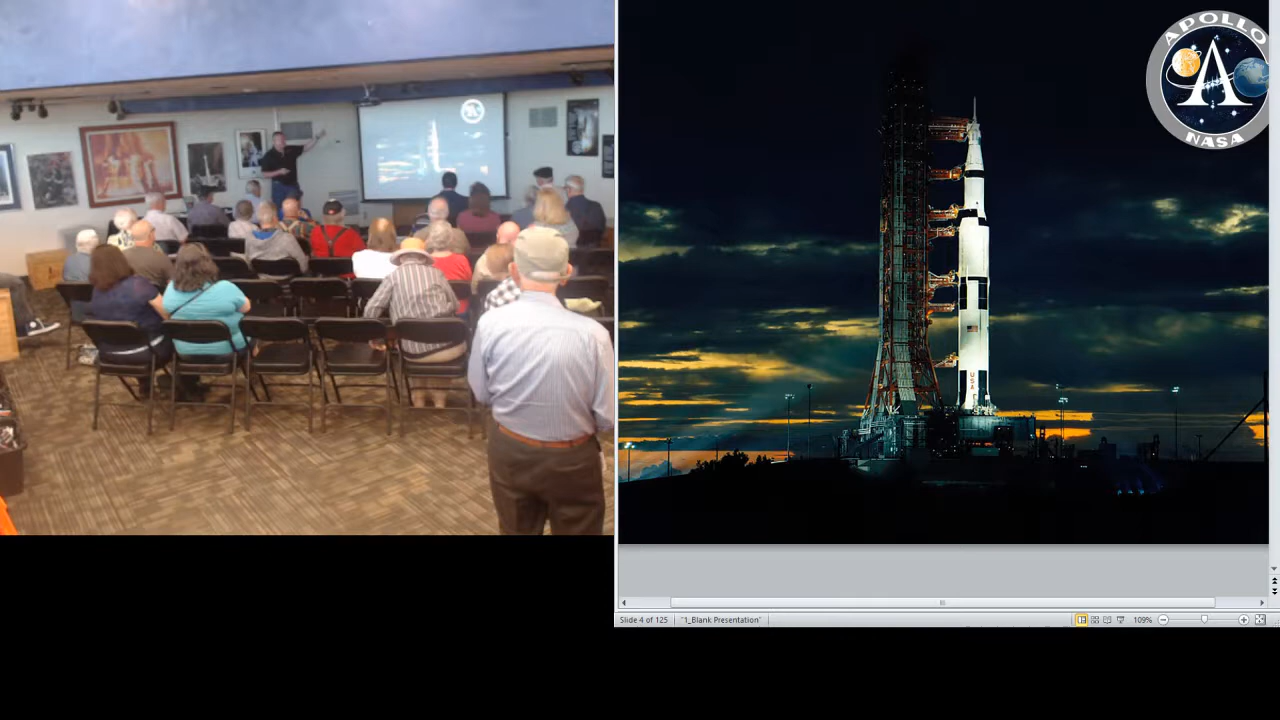 APOLLO
NASA
USA
Slide 4 of 125
"1_Blank Presentation"
109%